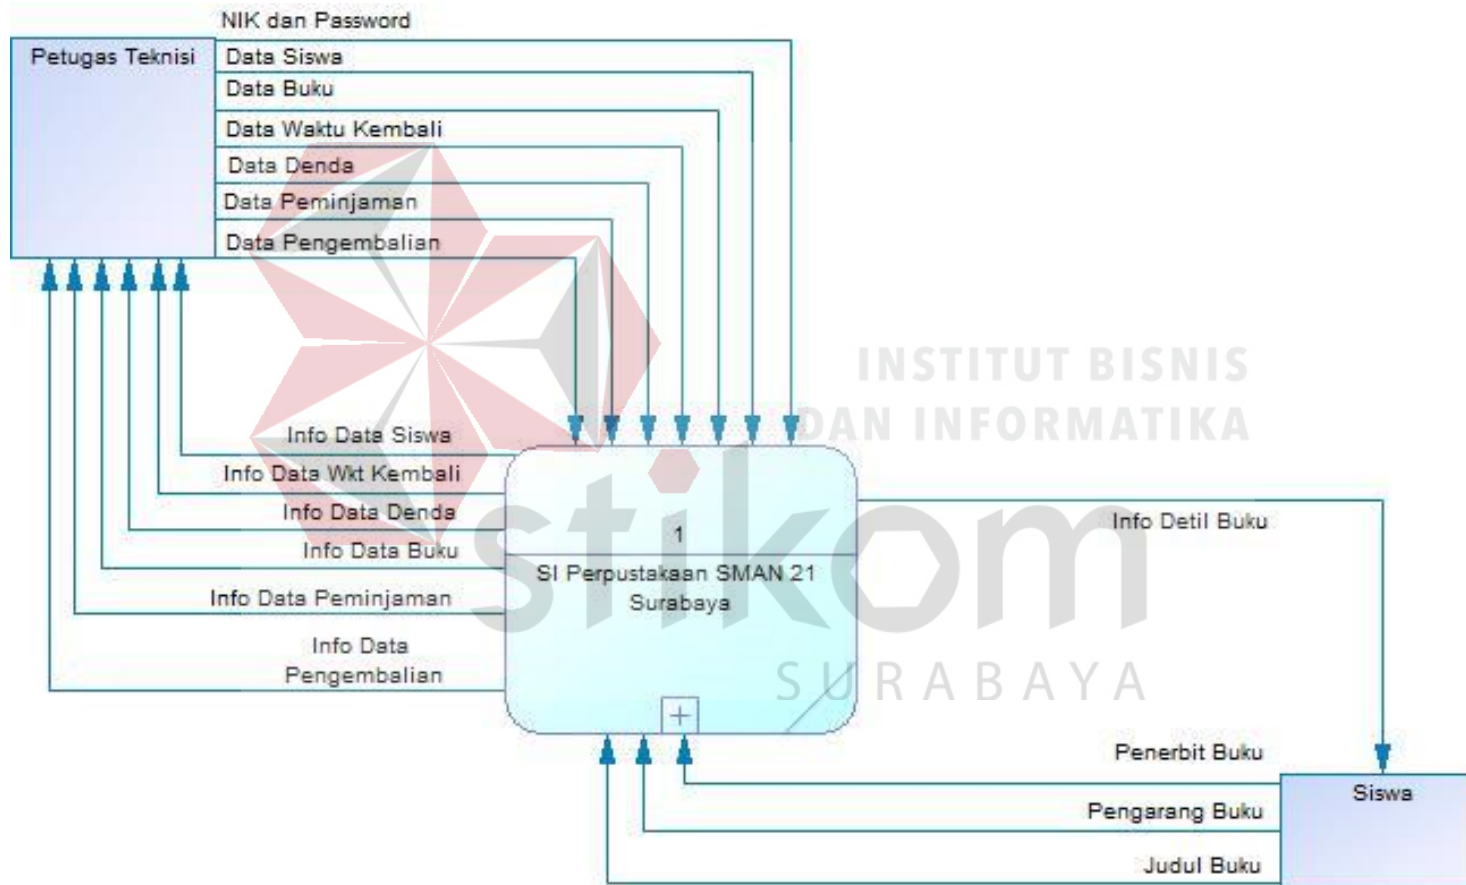 NIK dan Password
Petugas Teknisi
Data Siswa
Data Buku
Data Waktu Kembali
Data Denda
Data Peminjaman
Data Pengembalian
INSTITUT BISNIS
DAN INFORMATIKA
Info Data Siswa
Info Data Wkt Kembali
Info Data Denda
Info Data Buku
Info Data Peminjaman
Info Data
Pengembalian
1
SI Perpustakaan SMAN 21
Surabaya
+
stikom
SURABAYA
Info Detil Buku
Penerbit Buku
Siswa
Pengarang Buku
Judul Buku